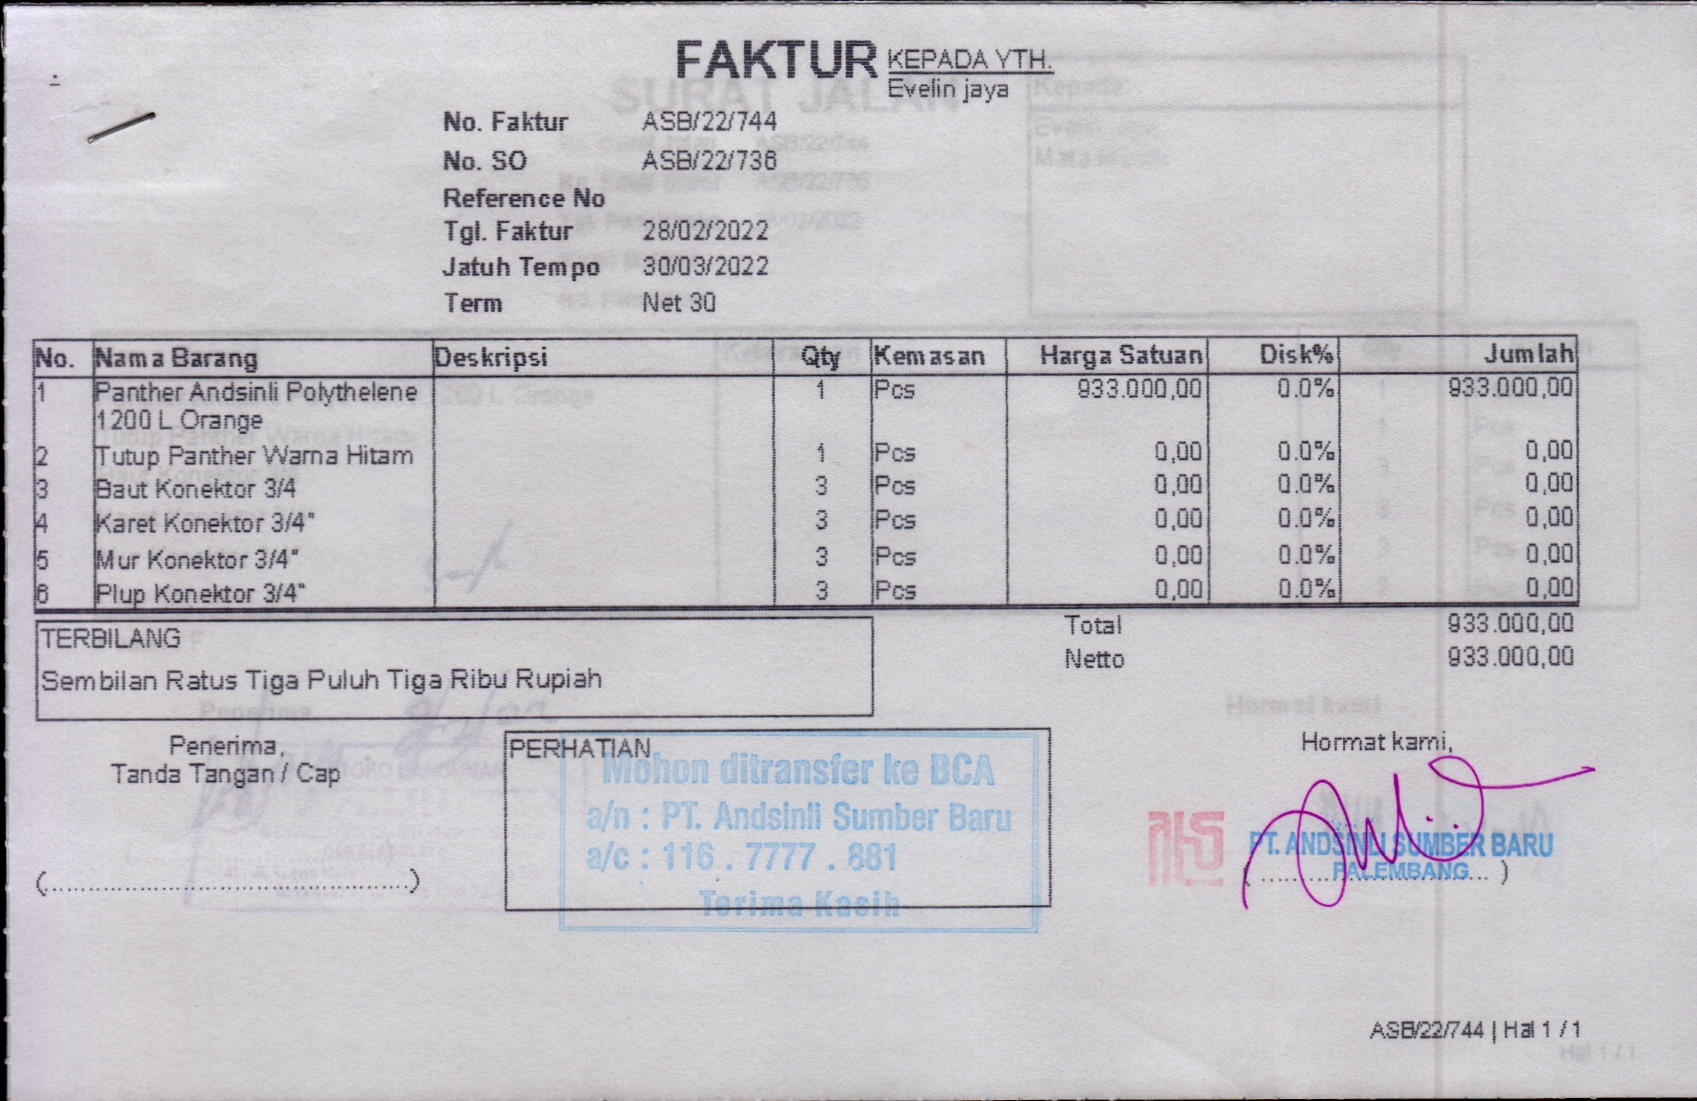 FAKTUR
KEPADA YTH.
Evelin jaya
No. Faktur ASB/22/744
No. SO ASB/22/736
Reference No
Tgl. Faktur 28/02/2022
Jatuh Tempo 30/03/2022
Term Net 30
No. Nama Barang Deskripsi Qty Kemasan Harga Satuan Disk% Jumlah
1 Panther Andsinli Polythelene 1 Pcs 933.000,00 0.0% 933.000,00
1200 L Orange
2 Tutup Panther Warna Hitam 1 Pcs 0,00 0.0% 0,00
3 Baut Konektor 3/4 3 Pcs 0,00 0.0% 0,00
4 Karet Konektor 3/4" 3 Pcs 0,00 0.0% 0,00
5 Mur Konektor 3/4" 3 Pcs 0,00 0.0% 0,00
6 Plup Konektor 3/4" 3 Pcs 0,00 0.0% 0,00
Total 933.000,00
Netto 933.000,00
TERBILANG
Sembilan Ratus Tiga Puluh Tiga Ribu Rupiah
Penerima,
Tanda Tangan / Cap
(............................................)
PERHATIAN
Mohon ditransfer ke BCA
a/n : PT. Andsinli Sumber Baru
a/c : 116 . 7777 . 881
Terima Kasih
Hormat kami,
PT. ANDSINLI SUMBER BARU
PALEMBANG
ASB/22/744 | Hal 1 / 1
SURAT JALAN
Kepada
Hormat kami
Hal 1 / 1